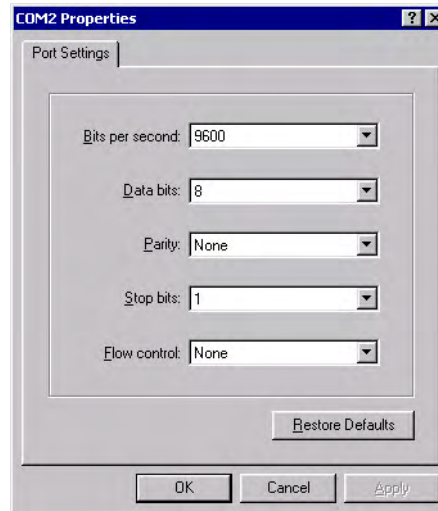 COM2 Properties
Port Settings
Bits per second: 9600
Data bits: 8
Parity: None
Stop bits: 1
Flow control: None
Restore Defaults
OK Cancel Apply